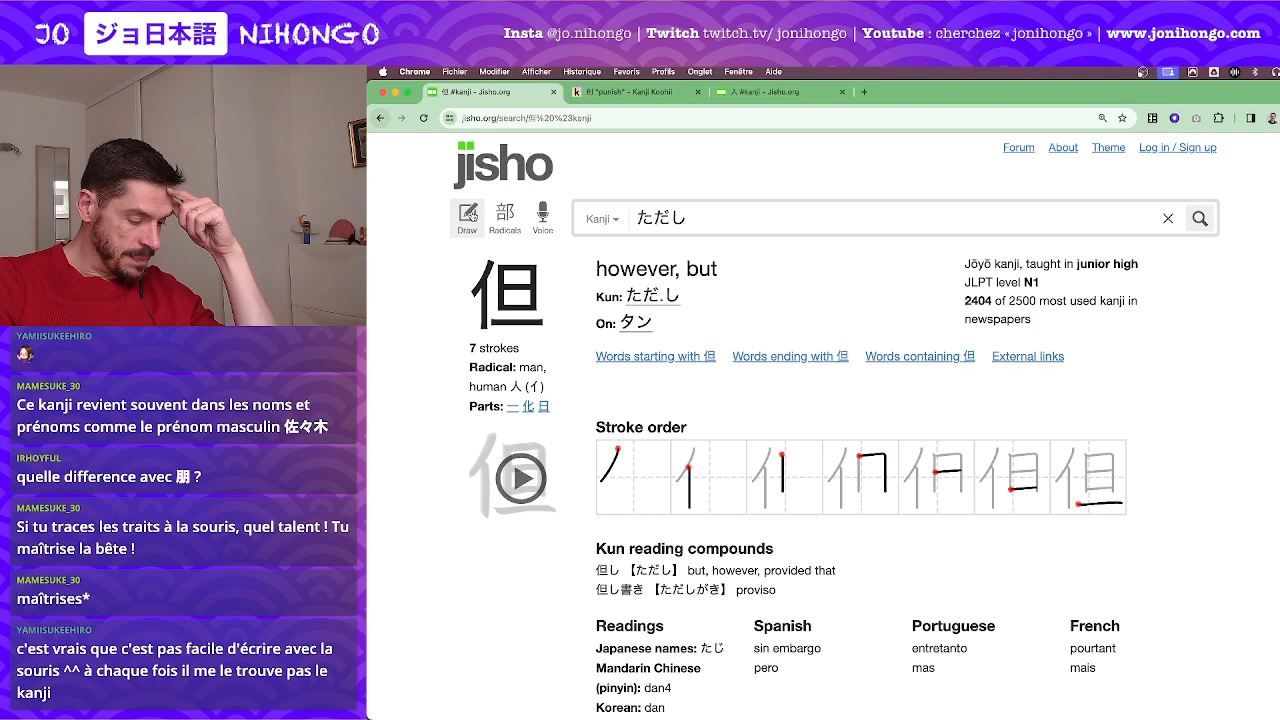 JO ジョ日本語 NIHONGO
Insta @jo.nihongo | Twitch twitch.tv/ jonihongo | Youtube : cherchez « jonihongo » | www.jonihongo.com
Chrome Fichier Modifier Afficher Historique Favoris Profils Onglet Fenêtre Aide
但 #kanji - Jisho.org
刑 "punish" - Kanji Koohii
人 #kanji - Jisho.org
jisho.org/search/但%20%23kanji
jisho
Forum About Theme Log in / Sign up
Draw
部 Radicals
Voice
Kanji ただし
但
7 strokes
Radical: man,
human 人 (亻)
Parts: 一 化 日
however, but
Kun: ただ.し
On: タン
Jōyō kanji, taught in junior high
JLPT level N1
2404 of 2500 most used kanji in
newspapers
Words starting with 但 Words ending with 但 Words containing 但 External links
Stroke order
但
Kun reading compounds
但し 【ただし】 but, however, provided that
但し書き 【ただしがき】 proviso
Readings
Japanese names: たじ
Mandarin Chinese
(pinyin): dan4
Korean: dan
Spanish
sin embargo
pero
Portuguese
entretanto
mas
French
pourtant
mais
YAMIISUKEEHIRO
MAMESUKE_30
Ce kanji revient souvent dans les noms et
prénoms comme le prénom masculin 佐々木
IRHOYFUL
quelle difference avec 朋 ?
MAMESUKE_30
Si tu traces les traits à la souris, quel talent ! Tu
maîtrise la bête !
MAMESUKE_30
maîtrises*
YAMIISUKEEHIRO
c'est vrais que c'est pas facile d'écrire avec la
souris ^^ à chaque fois il me le trouve pas le
kanji